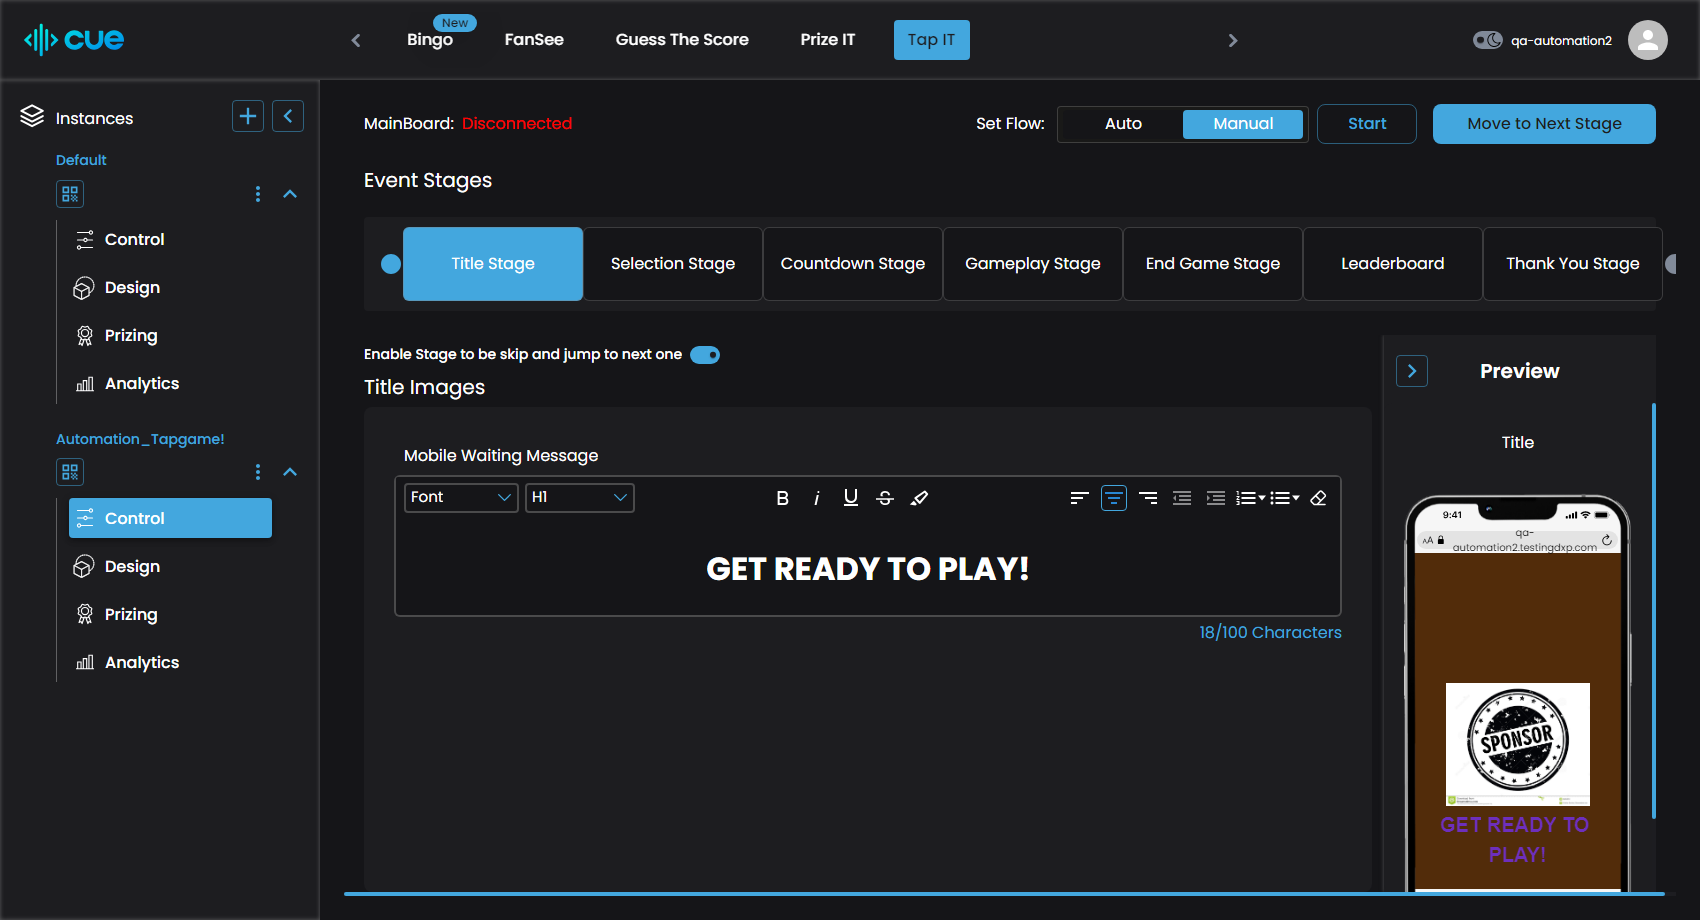 cue
New
Bingo
FanSee
Guess The Score
Prize IT
Tap IT
qa-automation2
Instances
Default
Control
Design
Prizing
Analytics
Automation_Tapgame!
Control
Design
Prizing
Analytics
MainBoard: Disconnected
Set Flow:
Auto
Manual
Start
Move to Next Stage
Event Stages
Title Stage
Selection Stage
Countdown Stage
Gameplay Stage
End Game Stage
Leaderboard
Thank You Stage
Enable Stage to be skip and jump to next one
Title Images
Mobile Waiting Message
Font
H1
B
i
U
S
GET READY TO PLAY!
18/100 Characters
Preview
Title
9:41
AA
qa-
automation2.testingdxp.com
SPONSOR
GET READY TO
PLAY!